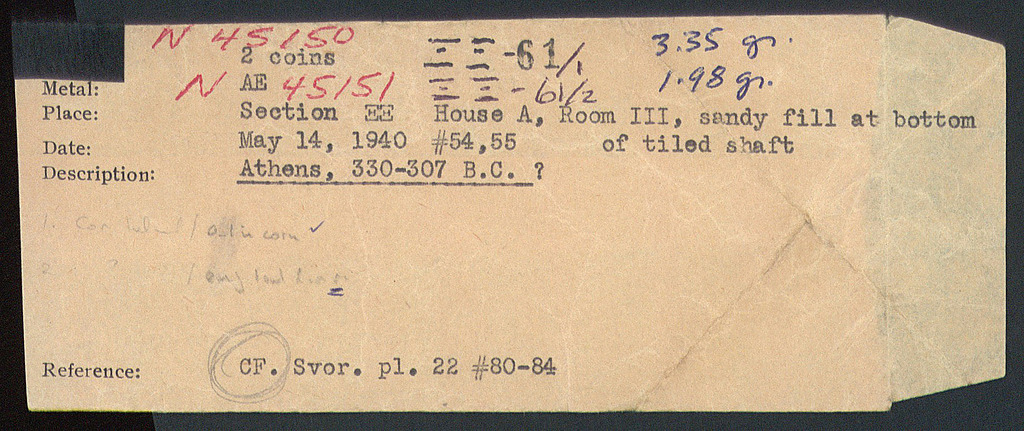 N 45150
2 coins ΞΞ-61/1 3.35 gr.
Metal: AE N 45151 ΞΞ-61/2 1.98 gr.
Place: Section ΞΞ House A, Room III, sandy fill at bottom
Date: May 14, 1940 #54,55 of tiled shaft
Description: Athens, 330-307 B.C. ?
1.
2. ?
Reference: CF. Svor. pl. 22 #80-84